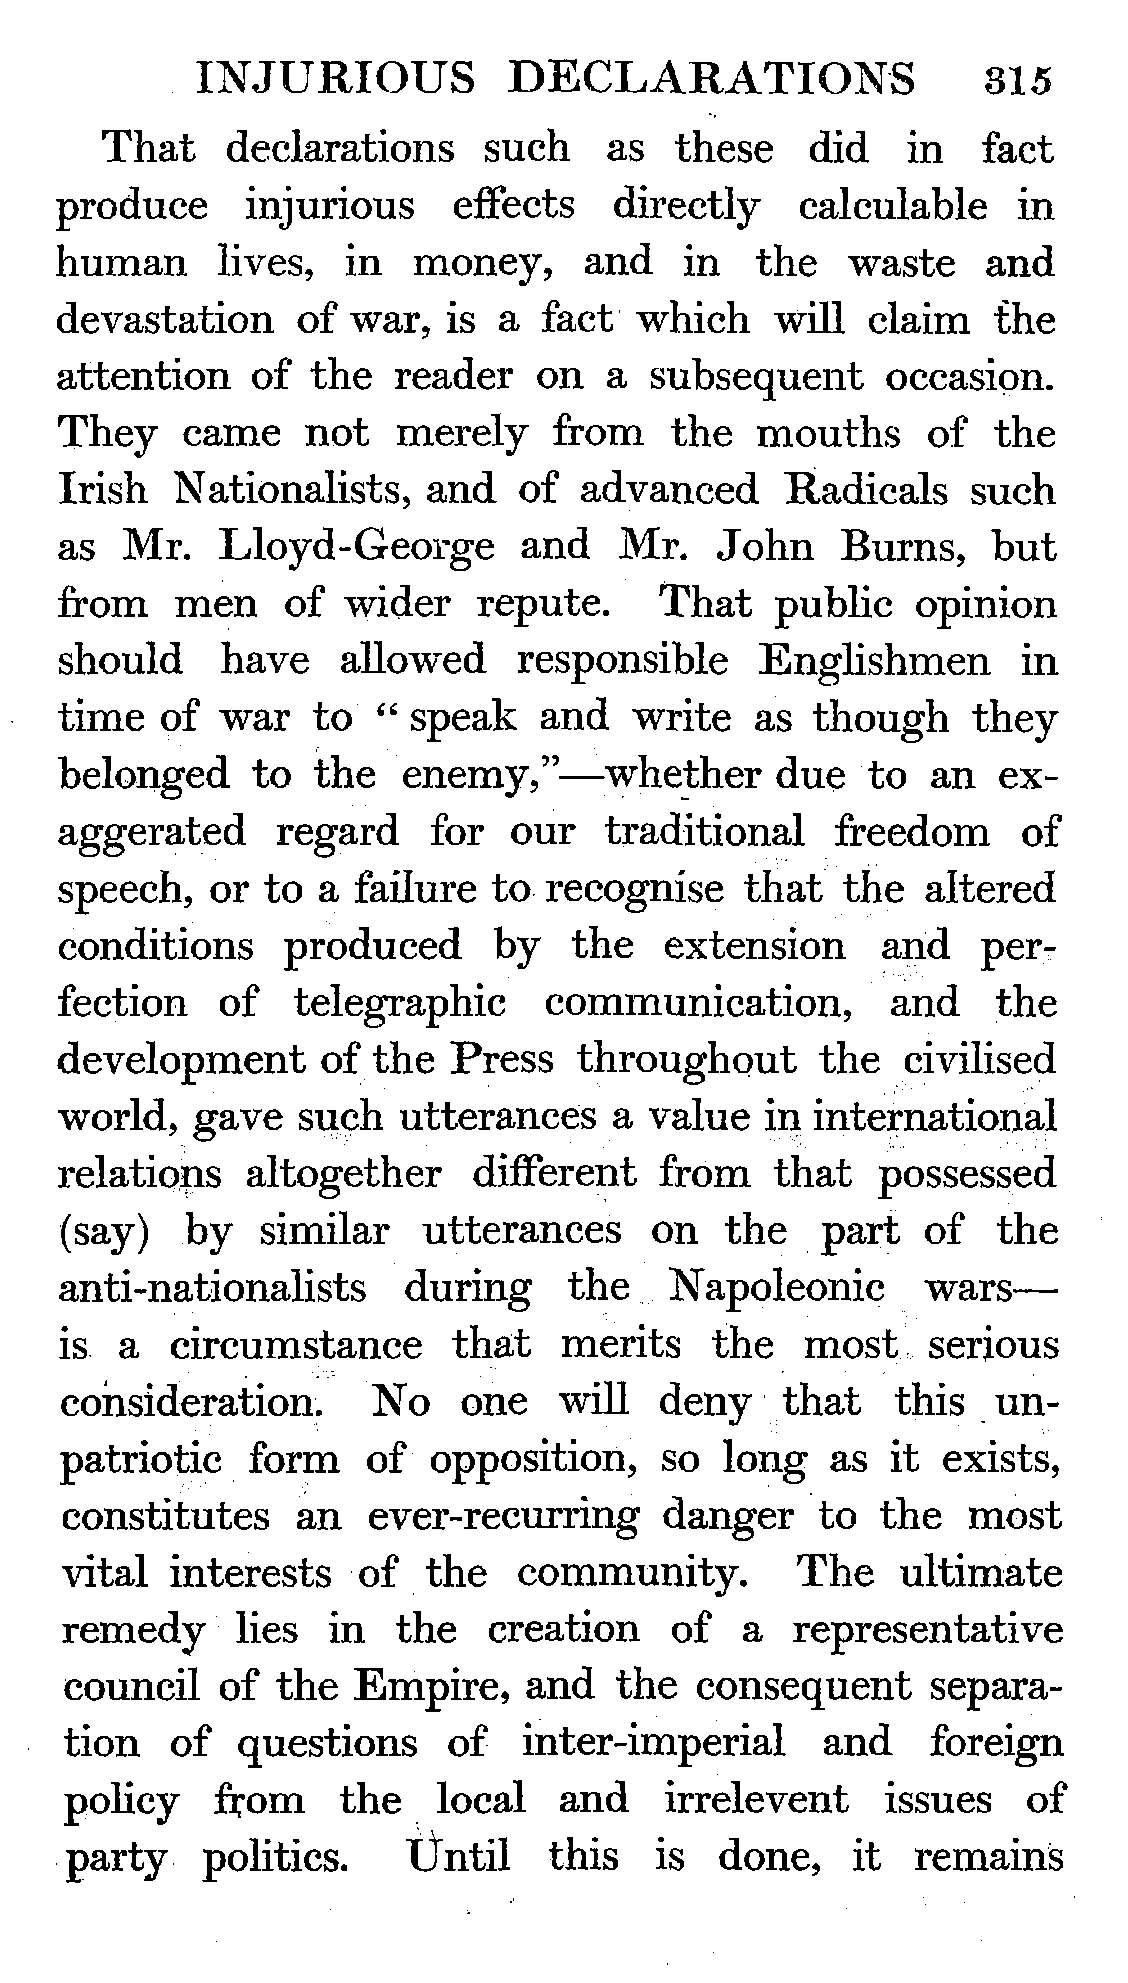 INJURIOUS DECLARATIONS 315
That declarations such as these did in fact
produce injurious effects directly calculable in
human lives, in money, and in the waste and
devastation of war, is a fact which will claim the
attention of the reader on a subsequent occasion.
They came not merely from the mouths of the
Irish Nationalists, and of advanced Radicals such
as Mr. Lloyd-George and Mr. John Burns, but
from men of wider repute. That public opinion
should have allowed responsible Englishmen in
time of war to “ speak and write as though they
belonged to the enemy,”—whether due to an ex-
aggerated regard for our traditional freedom of
speech, or to a failure to recognise that the altered
conditions produced by the extension and per-
fection of telegraphic communication, and the
development of the Press throughout the civilised
world, gave such utterances a value in international
relations altogether different from that possessed
(say) by similar utterances on the part of the
anti-nationalists during the Napoleonic wars—
is a circumstance that merits the most serious
consideration. No one will deny that this un-
patriotic form of opposition, so long as it exists,
constitutes an ever-recurring danger to the most
vital interests of the community. The ultimate
remedy lies in the creation of a representative
council of the Empire, and the consequent separa-
tion of questions of inter-imperial and foreign
policy from the local and irrelevent issues of
party politics. Until this is done, it remains